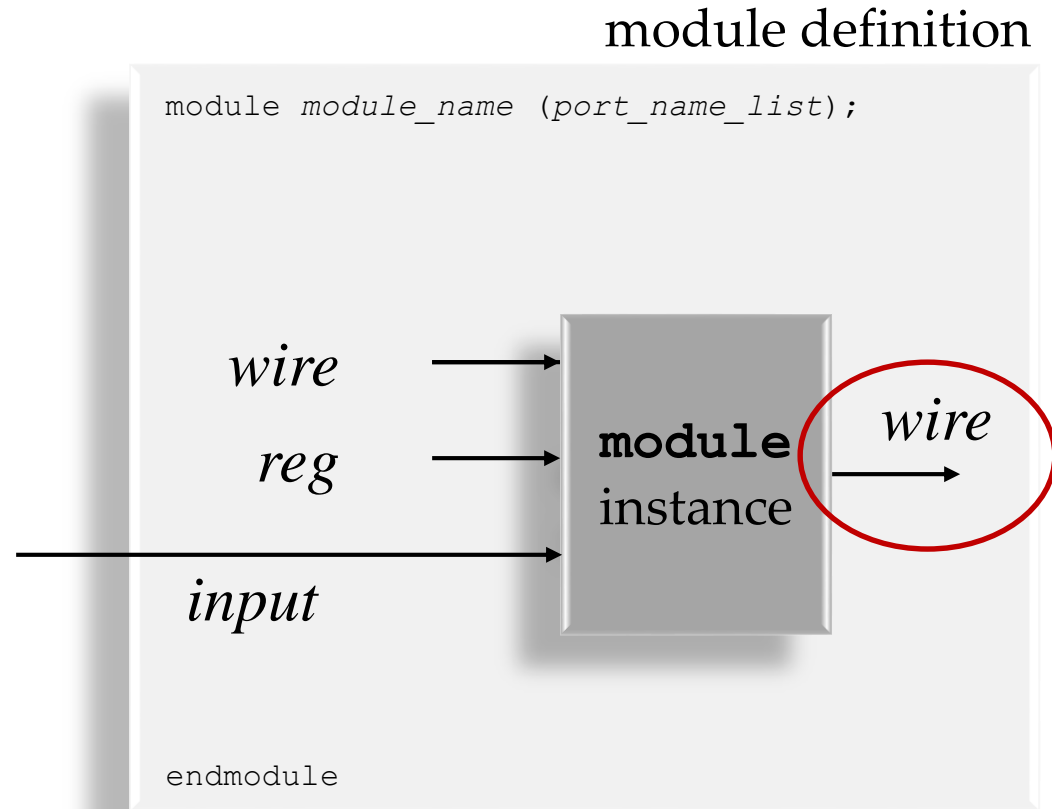 module definition
module module_name (port_name_list);
wire
reg
input
module
instance
wire
endmodule